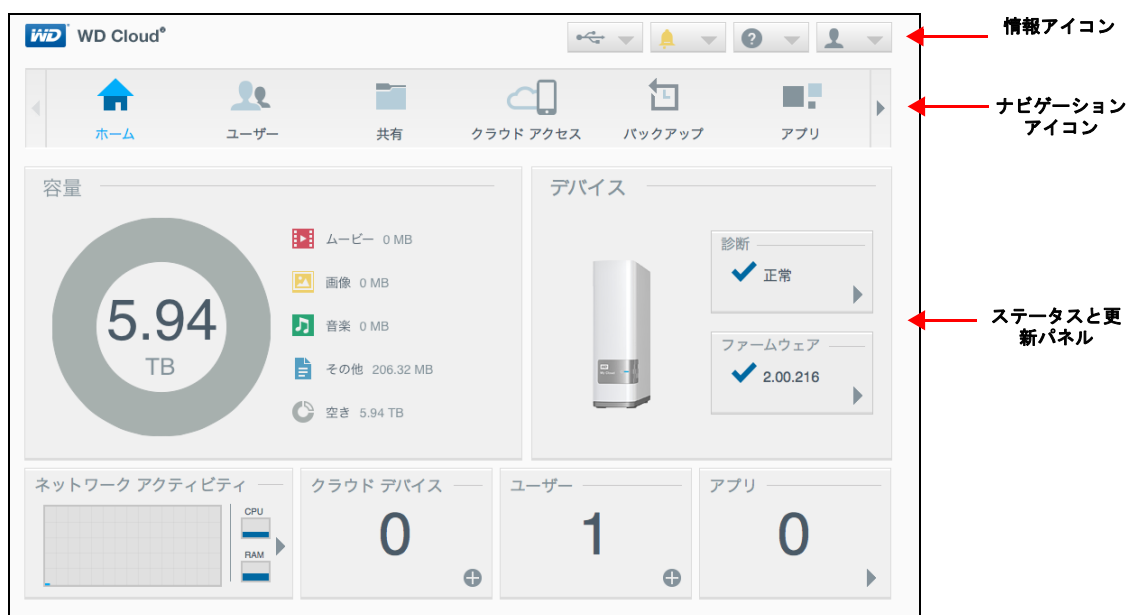 WD WD Cloud
情報アイコン
ホーム
ユーザー
共有
クラウド アクセス
バックアップ
アプリ
ナビゲーション
アイコン
容量
デバイス
ムービー 0 MB
画像 0 MB
音楽 0 MB
その他 206.32 MB
空き 5.94 TB
5.94
TB
診断
正常
ファームウェア
2.00.216
ステータスと更
新パネル
ネットワーク アクティビティ
CPU
RAM
クラウド デバイス
0
ユーザー
1
アプリ
0